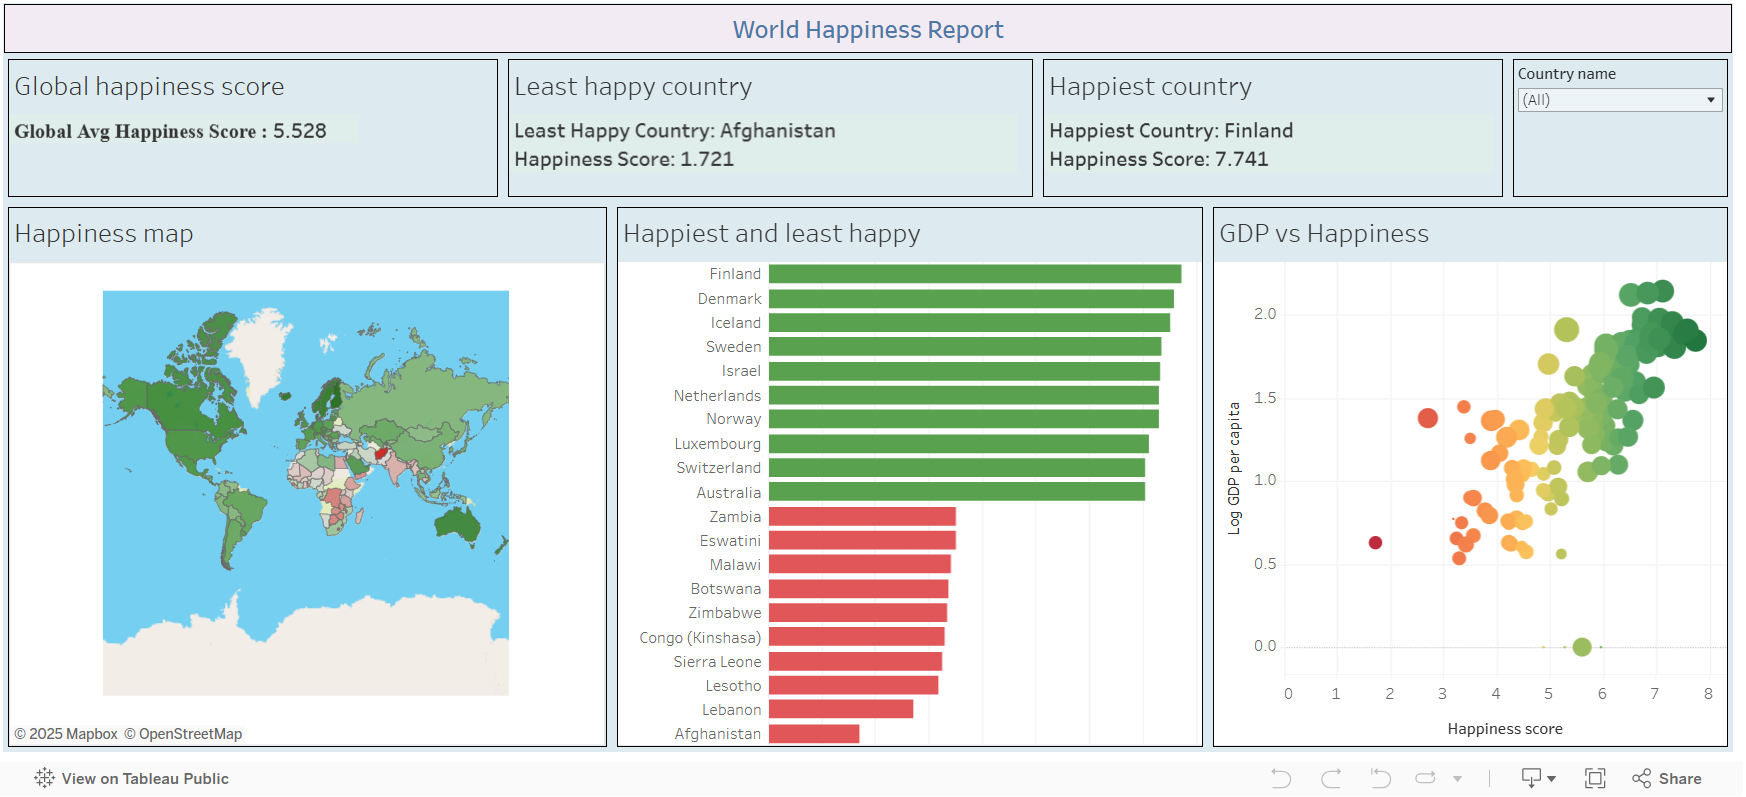 World Happiness Report
Global happiness score
Global Avg Happiness Score : 5.528
Least happy country
Least Happy Country: Afghanistan
Happiness Score: 1.721
Happiest country
Happiest Country: Finland
Happiness Score: 7.741
Country name
(All)
Happiness map
© 2025 Mapbox © OpenStreetMap
Happiest and least happy
Finland
Denmark
Iceland
Sweden
Israel
Netherlands
Norway
Luxembourg
Switzerland
Australia
Zambia
Eswatini
Malawi
Botswana
Zimbabwe
Congo (Kinshasa)
Sierra Leone
Lesotho
Lebanon
Afghanistan
GDP vs Happiness
Log GDP per capita
2.0
1.5
1.0
0.5
0.0
0 1 2 3 4 5 6 7 8
Happiness score
View on Tableau Public
Share